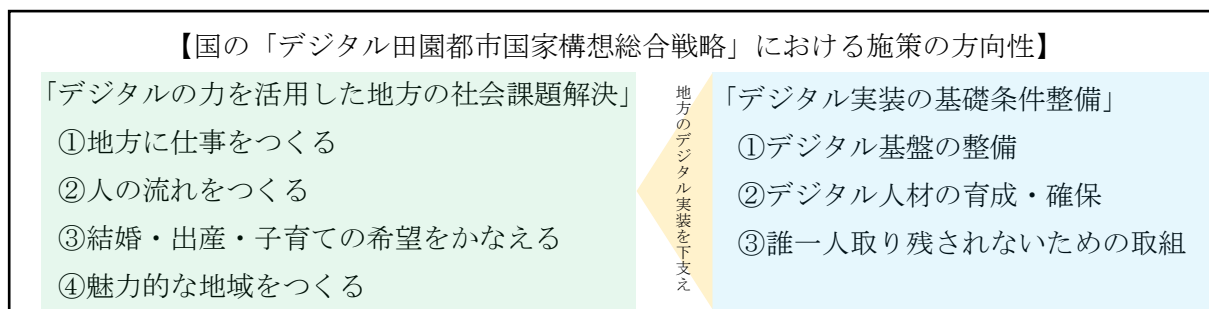 【国の「デジタル田園都市国家構想総合戦略」における施策の方向性】
「デジタルの力を活用した地方の社会課題解決」
①地方に仕事をつくる
②人の流れをつくる
③結婚・出産・子育ての希望をかなえる
④魅力的な地域をつくる
地方のデジタル実装を下支え
「デジタル実装の基礎条件整備」
①デジタル基盤の整備
②デジタル人材の育成・確保
③誰一人取り残されないための取組